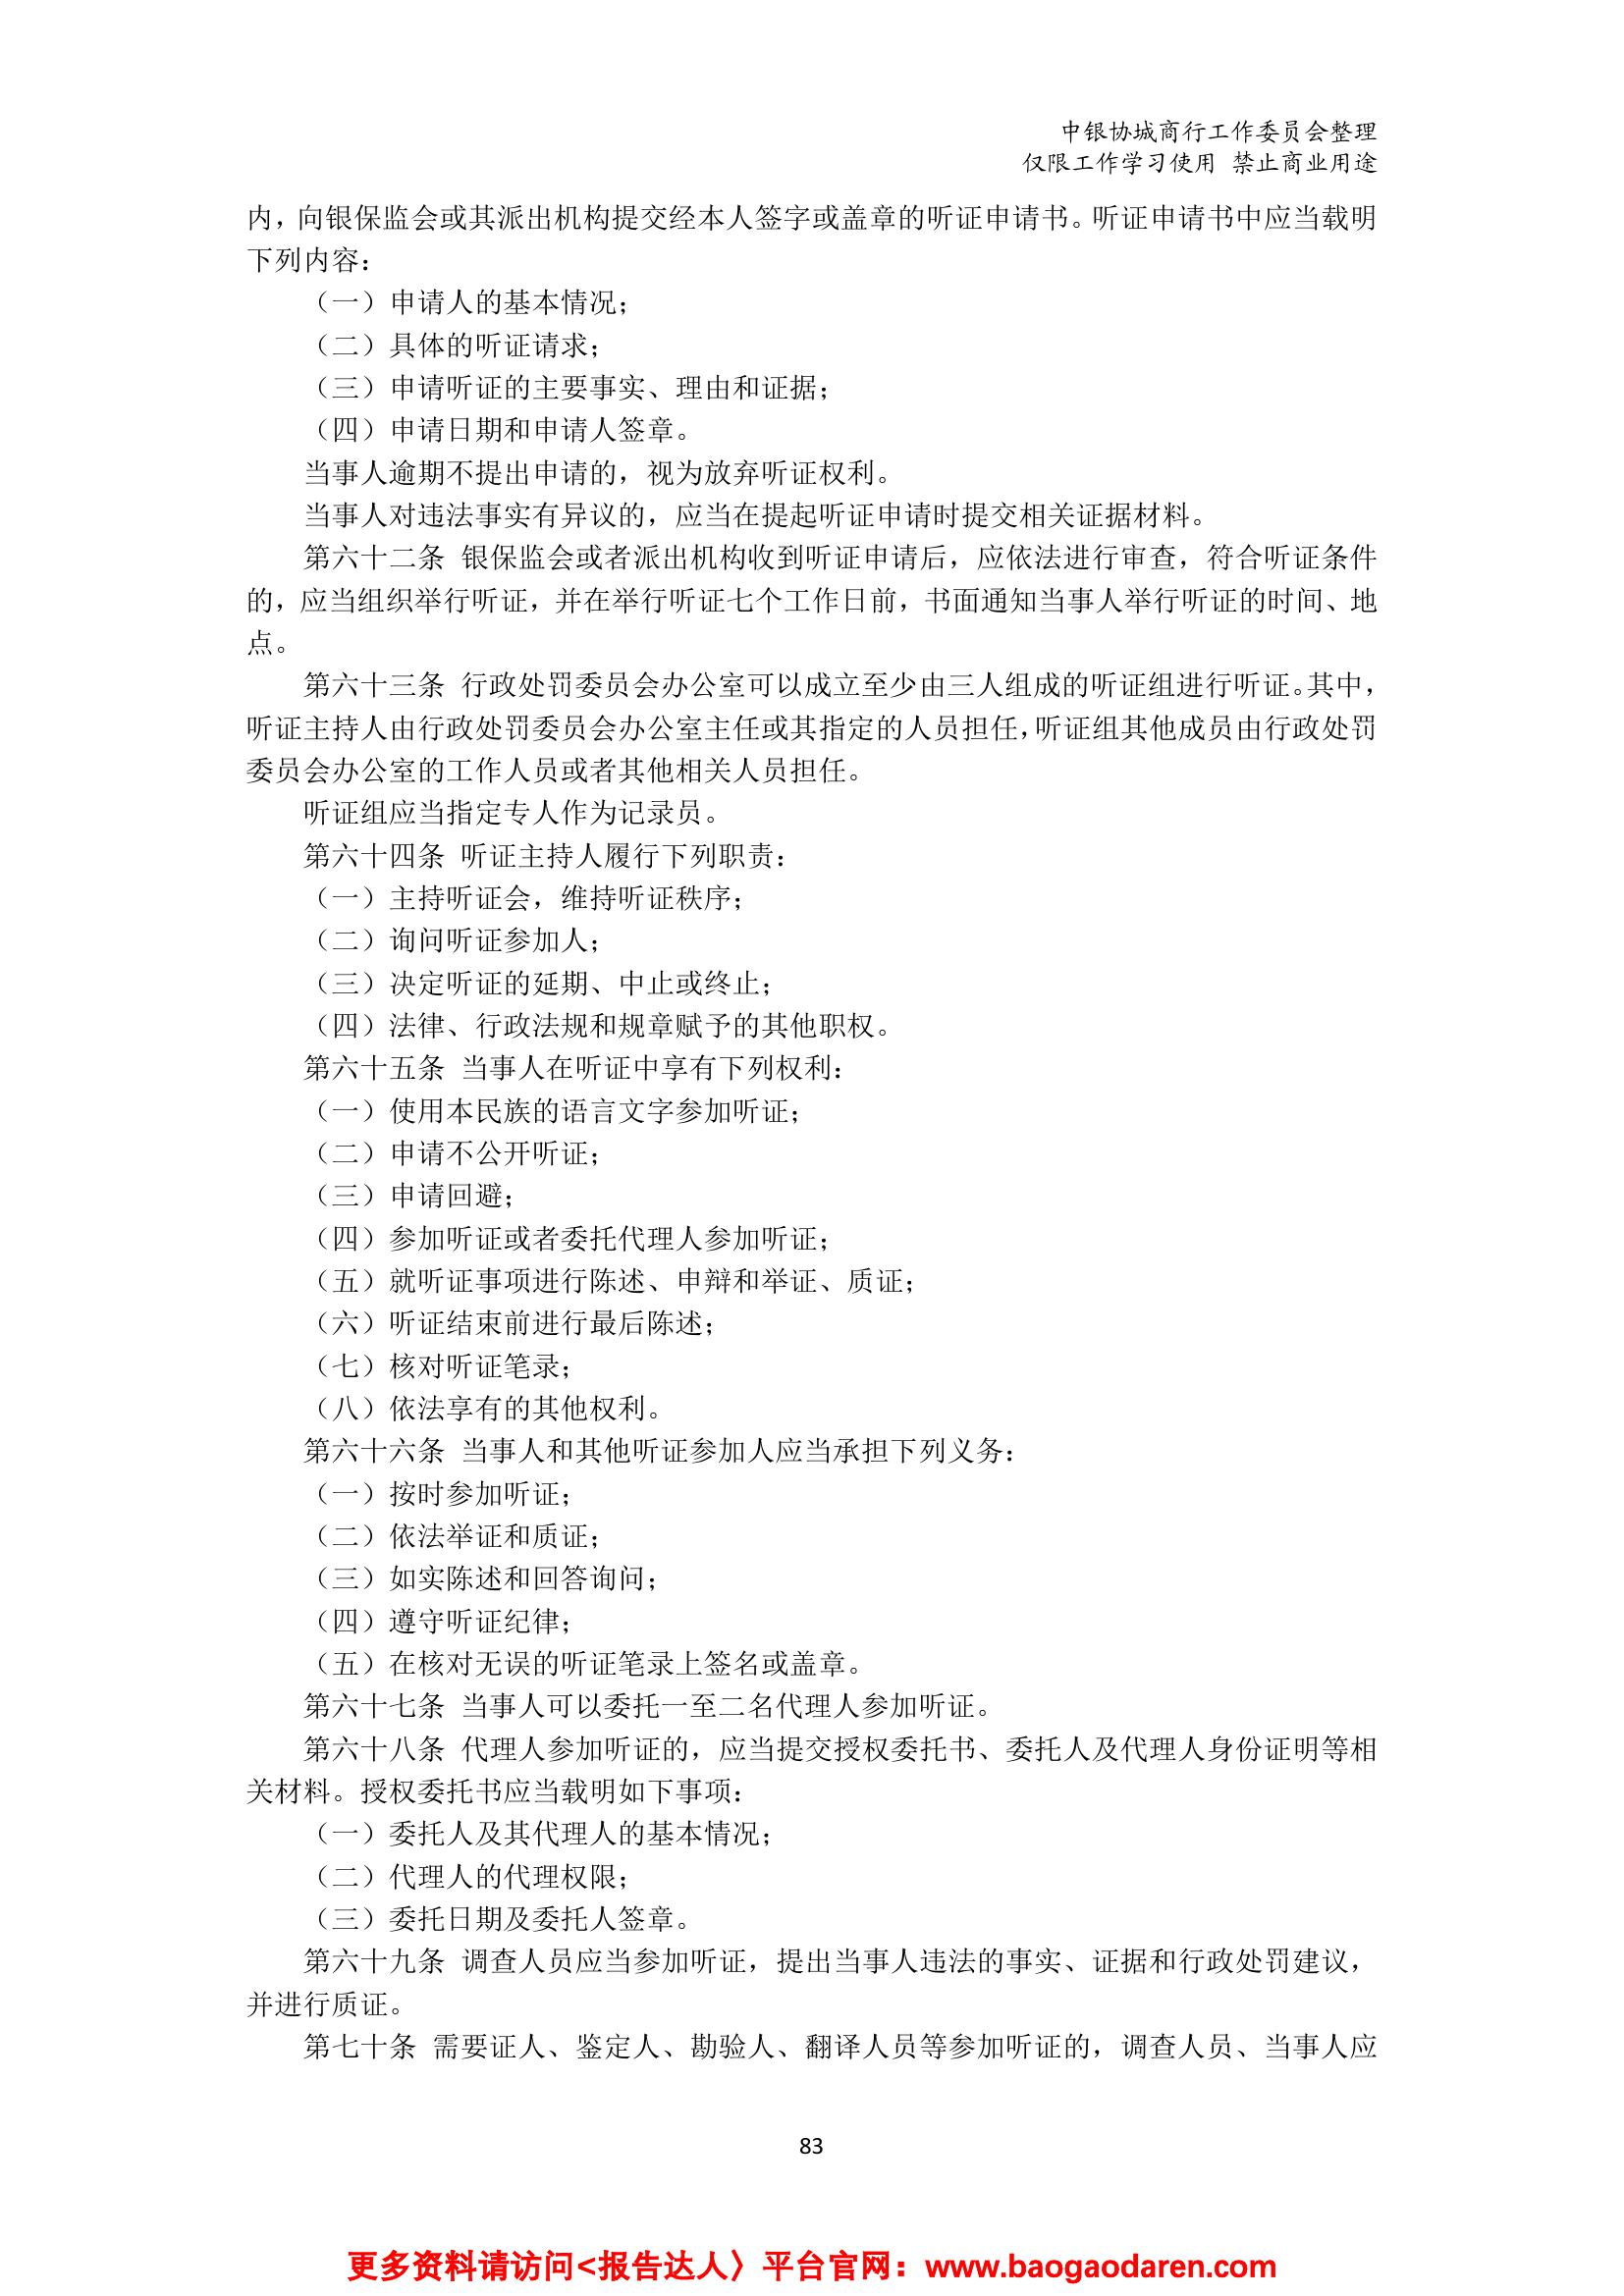 中银协城商行工作委员会整理
仅限工作学习使用 禁止商业用途
内，向银保监会或其派出机构提交经本人签字或盖章的听证申请书。听证申请书中应当载明
下列内容：
（一）申请人的基本情况；
（二）具体的听证请求；
（三）申请听证的主要事实、理由和证据；
（四）申请日期和申请人签章。
当事人逾期不提出申请的，视为放弃听证权利。
当事人对违法事实有异议的，应当在提起听证申请时提交相关证据材料。
第六十二条 银保监会或者派出机构收到听证申请后，应依法进行审查，符合听证条件
的，应当组织举行听证，并在举行听证七个工作日前，书面通知当事人举行听证的时间、地
点。
第六十三条 行政处罚委员会办公室可以成立至少由三人组成的听证组进行听证。其中，
听证主持人由行政处罚委员会办公室主任或其指定的人员担任，听证组其他成员由行政处罚
委员会办公室的工作人员或者其他相关人员担任。
听证组应当指定专人作为记录员。
第六十四条 听证主持人履行下列职责：
（一）主持听证会，维持听证秩序；
（二）询问听证参加人；
（三）决定听证的延期、中止或终止；
（四）法律、行政法规和规章赋予的其他职权。
第六十五条 当事人在听证中享有下列权利：
（一）使用本民族的语言文字参加听证；
（二）申请不公开听证；
（三）申请回避；
（四）参加听证或者委托代理人参加听证；
（五）就听证事项进行陈述、申辩和举证、质证；
（六）听证结束前进行最后陈述；
（七）核对听证笔录；
（八）依法享有的其他权利。
第六十六条 当事人和其他听证参加人应当承担下列义务：
（一）按时参加听证；
（二）依法举证和质证；
（三）如实陈述和回答询问；
（四）遵守听证纪律；
（五）在核对无误的听证笔录上签名或盖章。
第六十七条 当事人可以委托一至二名代理人参加听证。
第六十八条 代理人参加听证的，应当提交授权委托书、委托人及代理人身份证明等相
关材料。授权委托书应当载明如下事项：
（一）委托人及其代理人的基本情况；
（二）代理人的代理权限；
（三）委托日期及委托人签章。
第六十九条 调查人员应当参加听证，提出当事人违法的事实、证据和行政处罚建议，
并进行质证。
第七十条 需要证人、鉴定人、勘验人、翻译人员等参加听证的，调查人员、当事人应
83
更多资料请访问<报告达人〉平台官网：www.baogaodaren.com